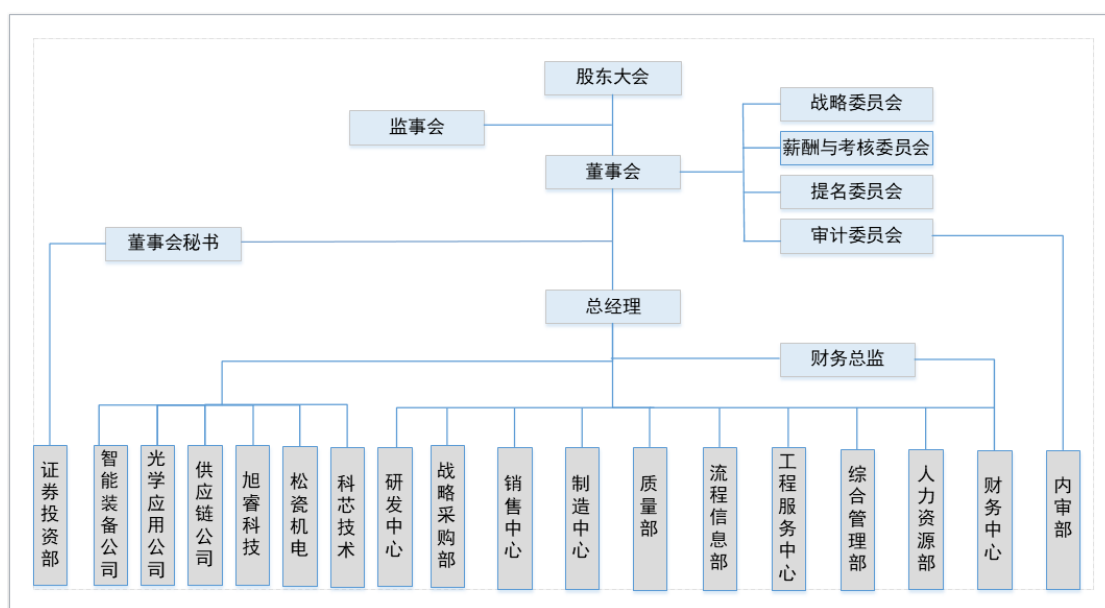 股东大会
监事会
战略委员会
薪酬与考核委员会
董事会
提名委员会
审计委员会
董事会秘书
总经理
财务总监
证券投资部
智能装备公司
光学应用公司
供应链公司
旭睿科技
松瓷机电
科芯技术
研发中心
战略采购部
销售中心
制造中心
质量部
流程信息部
工程服务中心
综合管理部
人力资源部
财务中心
内审部